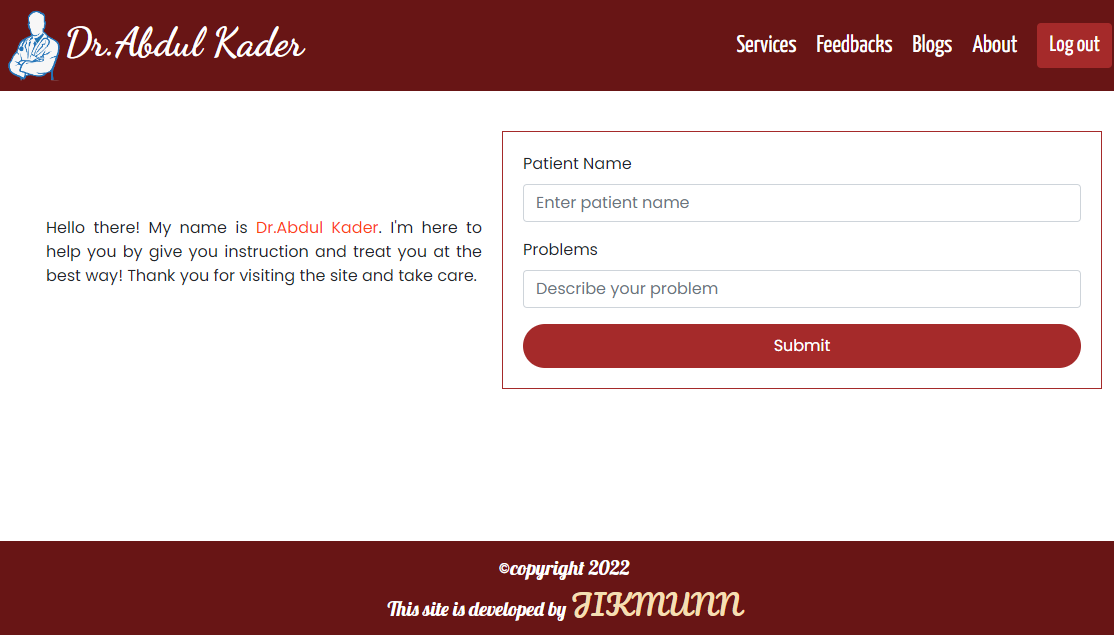 Dr.Abdul Kader
Services
Feedbacks
Blogs
About
Log out
Hello there! My name is Dr.Abdul Kader. I'm here to
help you by give you instruction and treat you at the
best way! Thank you for visiting the site and take care.
Patient Name
Enter patient name
Problems
Describe your problem
Submit
©copyright 2022
This site is developed by JIKMUNN